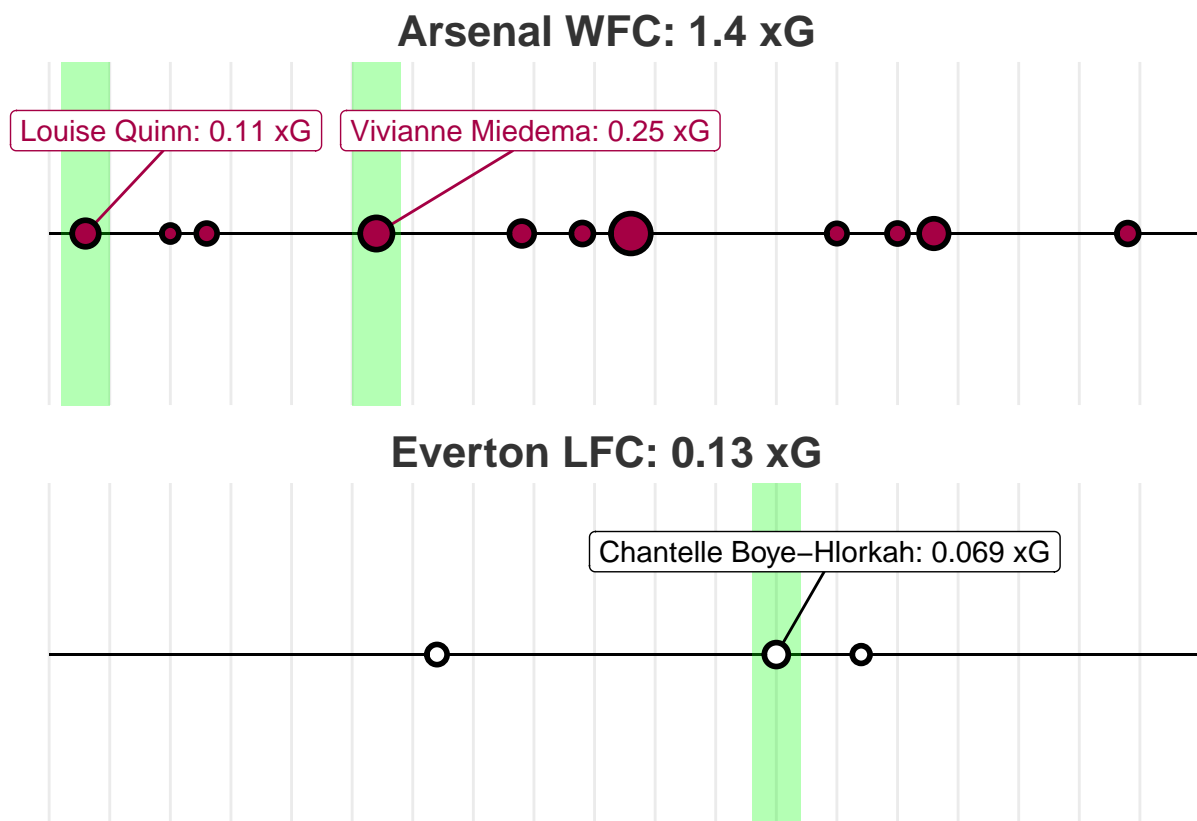 Arsenal WFC: 1.4 xG
Louise Quinn: 0.11 xG
Vivianne Miedema: 0.25 xG
Everton LFC: 0.13 xG
Chantelle Boye−Hlorkah: 0.069 xG